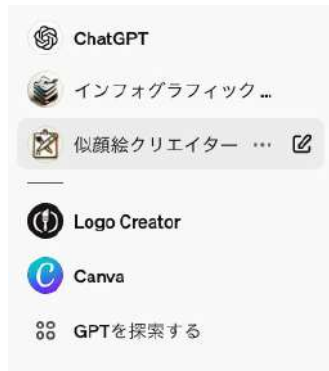 ChatGPT
インフォグラフィック...
似顔絵クリエイター
Logo Creator
Canva
GPTを探索する